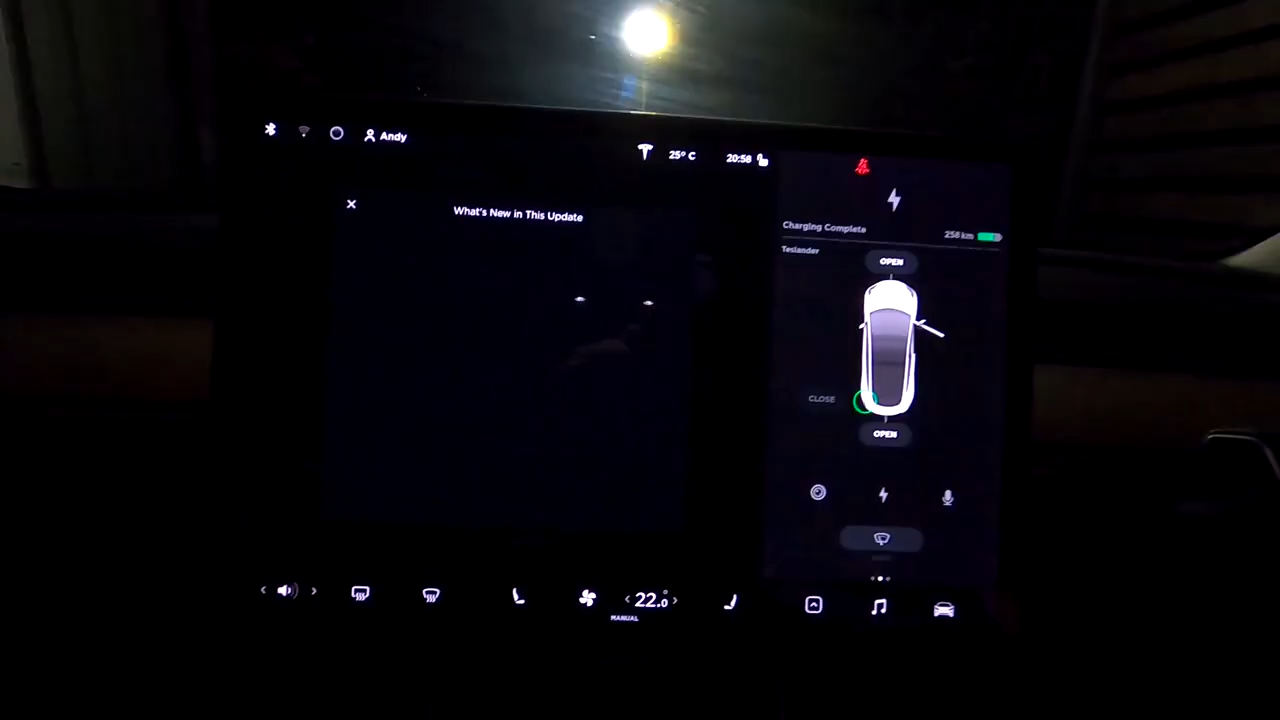 Andy
25° C
20:58
What's New in This Update
Charging Complete
258 km
Teslander
OPEN
CLOSE
OPEN
22.0
MANUAL